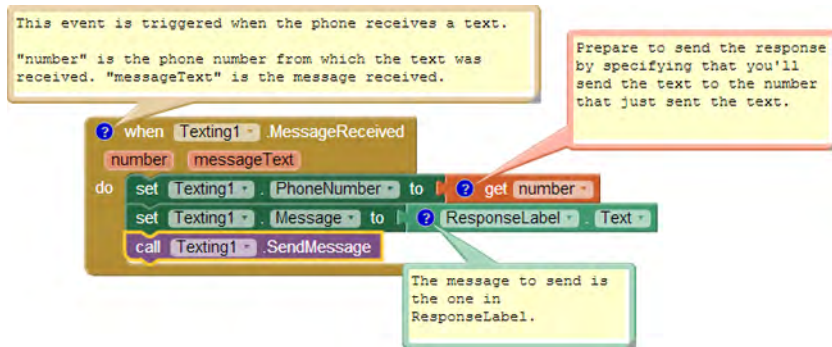 This event is triggered when the phone receives a text.
"number" is the phone number from which the text was
received. "messageText" is the message received.
Prepare to send the response
by specifying that you'll
send the text to the number
that just sent the text.
? when Texting1 .MessageReceived
number messageText
do set Texting1 . PhoneNumber to ? get number
set Texting1 . Message to ? ResponseLabel . Text
call Texting1 .SendMessage
The message to send is
the one in
ResponseLabel.